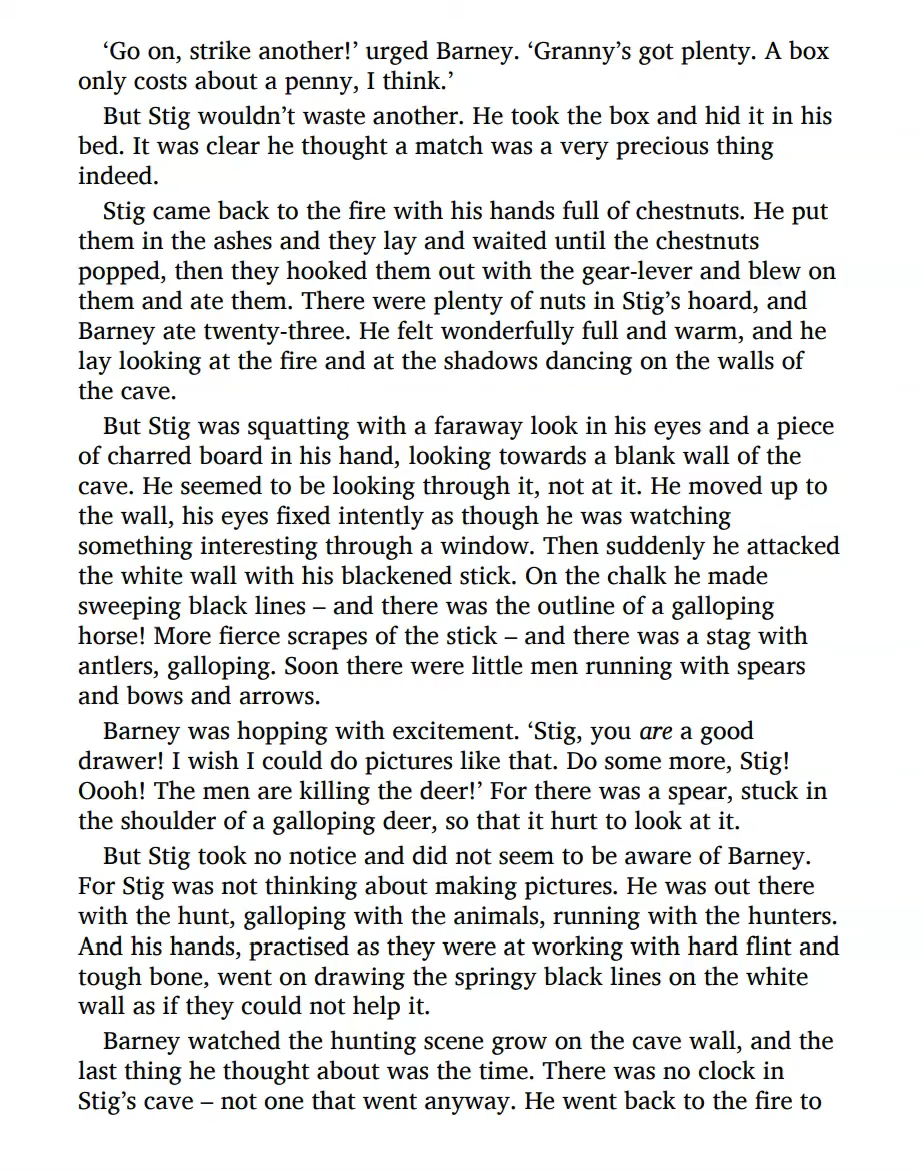 ‘Go on, strike another!’ urged Barney. ‘Granny’s got plenty. A box
only costs about a penny, I think.’
But Stig wouldn’t waste another. He took the box and hid it in his
bed. It was clear he thought a match was a very precious thing
indeed.
Stig came back to the fire with his hands full of chestnuts. He put
them in the ashes and they lay and waited until the chestnuts
popped, then they hooked them out with the gear-lever and blew on
them and ate them. There were plenty of nuts in Stig’s hoard, and
Barney ate twenty-three. He felt wonderfully full and warm, and he
lay looking at the fire and at the shadows dancing on the walls of
the cave.
But Stig was squatting with a faraway look in his eyes and a piece
of charred board in his hand, looking towards a blank wall of the
cave. He seemed to be looking through it, not at it. He moved up to
the wall, his eyes fixed intently as though he was watching
something interesting through a window. Then suddenly he attacked
the white wall with his blackened stick. On the chalk he made
sweeping black lines – and there was the outline of a galloping
horse! More fierce scrapes of the stick – and there was a stag with
antlers, galloping. Soon there were little men running with spears
and bows and arrows.
Barney was hopping with excitement. ‘Stig, you are a good
drawer! I wish I could do pictures like that. Do some more, Stig!
Oooh! The men are killing the deer!’ For there was a spear, stuck in
the shoulder of a galloping deer, so that it hurt to look at it.
But Stig took no notice and did not seem to be aware of Barney.
For Stig was not thinking about making pictures. He was out there
with the hunt, galloping with the animals, running with the hunters.
And his hands, practised as they were at working with hard flint and
tough bone, went on drawing the springy black lines on the white
wall as if they could not help it.
Barney watched the hunting scene grow on the cave wall, and the
last thing he thought about was the time. There was no clock in
Stig’s cave – not one that went anyway. He went back to the fire to